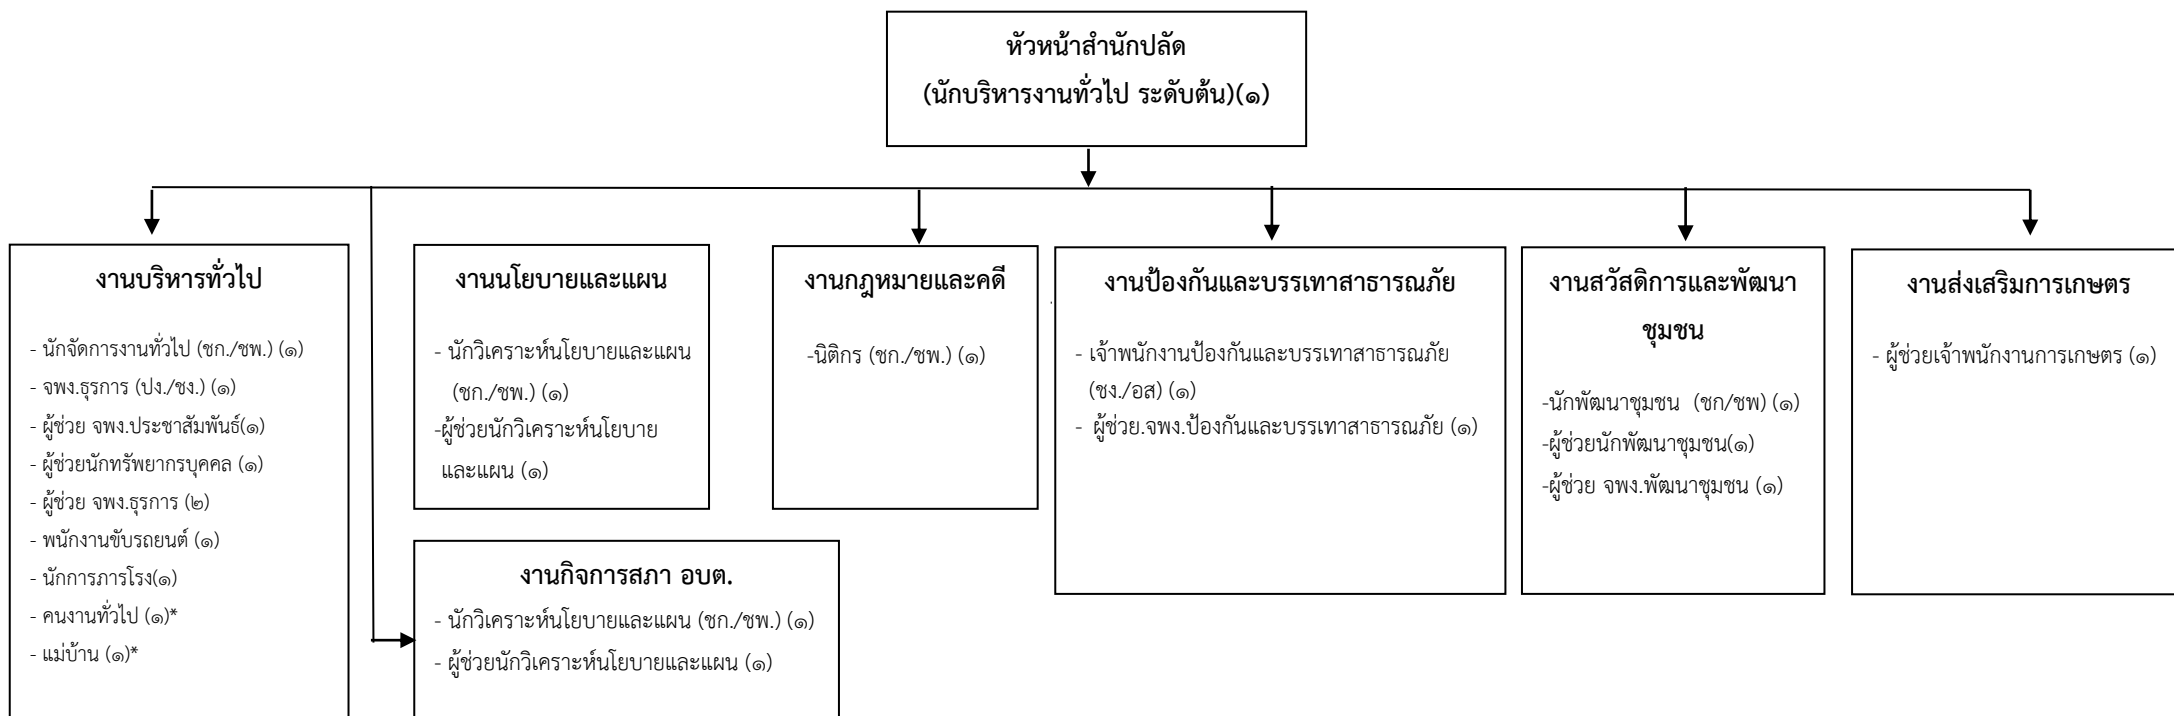 หัวหน้าสำนักปลัด
(นักบริหารงานทั่วไป ระดับต้น)(๑)
งานบริหารทั่วไป
- นักจัดการงานทั่วไป (ชก./ชพ.) (๑)
- จพง.ธุรการ (ปง./ชง.) (๑)
- ผู้ช่วย จพง.ประชาสัมพันธ์(๑)
- ผู้ช่วยนักทรัพยากรบุคคล (๑)
- ผู้ช่วย จพง.ธุรการ (๒)
- พนักงานขับรถยนต์ (๑)
- นักการภารโรง(๑)
- คนงานทั่วไป (๑)*
- แม่บ้าน (๑)*
งานนโยบายและแผน
- นักวิเคราะห์นโยบายและแผน
(ชก./ชพ.) (๑)
-ผู้ช่วยนักวิเคราะห์นโยบาย
และแผน (๑)
งานกิจการสภา อบต.
- นักวิเคราะห์นโยบายและแผน (ชก./ชพ.) (๑)
- ผู้ช่วยนักวิเคราะห์นโยบายและแผน (๑)
งานกฎหมายและคดี
-นิติกร (ชก./ชพ.) (๑)
งานป้องกันและบรรเทาสาธารณภัย
- เจ้าพนักงานป้องกันและบรรเทาสาธารณภัย
(ชง./อส) (๑)
- ผู้ช่วย.จพง.ป้องกันและบรรเทาสาธารณภัย (๑)
งานสวัสดิการและพัฒนา
ชุมชน
-นักพัฒนาชุมชน (ชก/ชพ) (๑)
-ผู้ช่วยนักพัฒนาชุมชน(๑)
-ผู้ช่วย จพง.พัฒนาชุมชน (๑)
งานส่งเสริมการเกษตร
- ผู้ช่วยเจ้าพนักงานการเกษตร (๑)